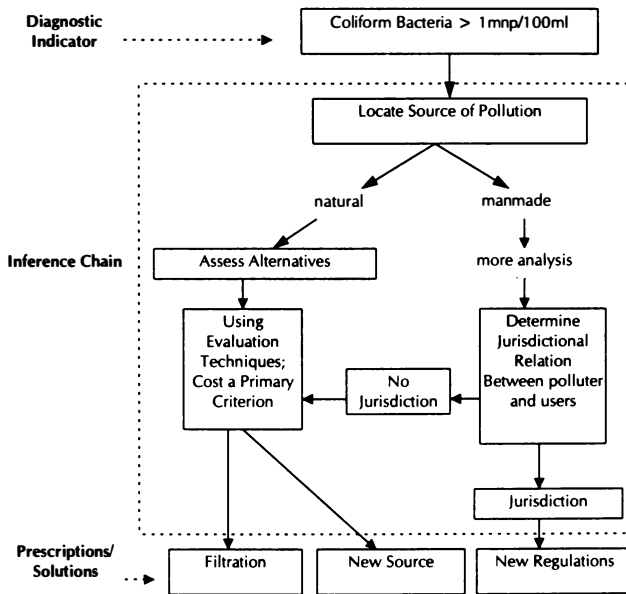 Diagnostic
Indicator
Coliform Bacteria > 1mnp/100ml
Locate Source of Pollution
natural
manmade
Inference Chain
Assess Alternatives
more analysis
Using
Evaluation
Techniques;
Cost a Primary
Criterion
No
Jurisdiction
Determine
Jurisdictional
Relation
Between polluter
and users
Jurisdiction
Prescriptions/
Solutions
Filtration
New Source
New Regulations